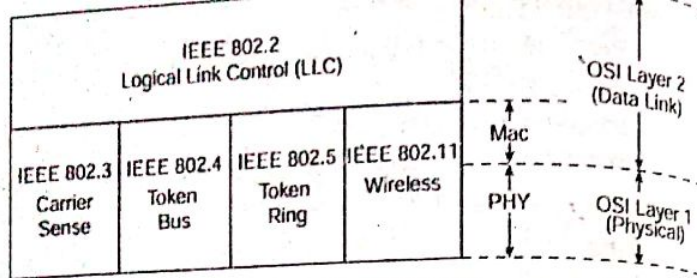 IEEE 802.2
Logical Link Control (LLC)
OSI Layer 2
(Data Link)
Mac
IEEE 802.3
Carrier
Sense
IEEE 802.4
Token
Bus
IEEE 802.5
Token
Ring
IEEE 802.11
Wireless
PHY
OSI Layer 1
(Physical)